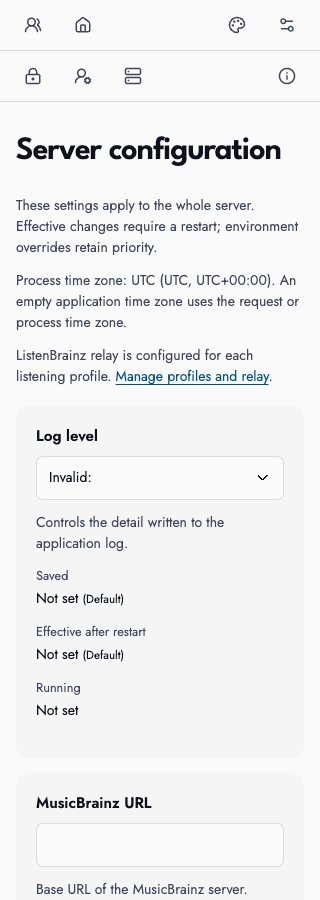 Server configuration
These settings apply to the whole server.
Effective changes require a restart; environment
overrides retain priority.
Process time zone: UTC (UTC, UTC+00:00). An
empty application time zone uses the request or
process time zone.
ListenBrainz relay is configured for each
listening profile. Manage profiles and relay.
Log level
Invalid:
Controls the detail written to the
application log.
Saved
Not set (Default)
Effective after restart
Not set (Default)
Running
Not set
MusicBrainz URL
Base URL of the MusicBrainz server.